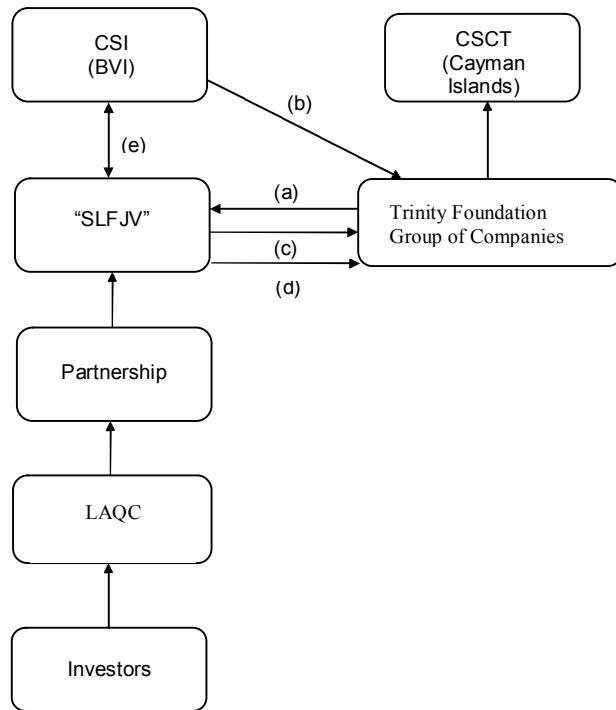 CSI
(BVI)
CSCT
(Cayman
Islands)
(b)
(e)
(a)
“SLFJV”
Trinity Foundation
Group of Companies
(c)
(d)
Partnership
LAQC
Investors